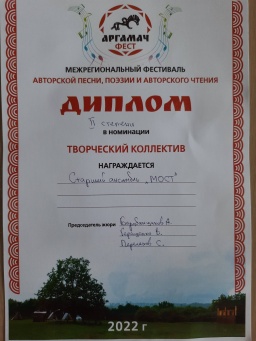 АРГАМАЧ
ФЕСТ
МЕЖРЕГИОНАЛЬНЫЙ ФЕСТИВАЛЬ
АВТОРСКОЙ ПЕСНИ, ПОЭЗИИ И АВТОРСКОГО ЧТЕНИЯ
ДИПЛОМ
II степени
в номинации
ТВОРЧЕСКИЙ КОЛЛЕКТИВ
НАГРАЖДАЕТСЯ
Старший ансамбль „МОСТ"
Председатель жюри
В.
С.
2022 г